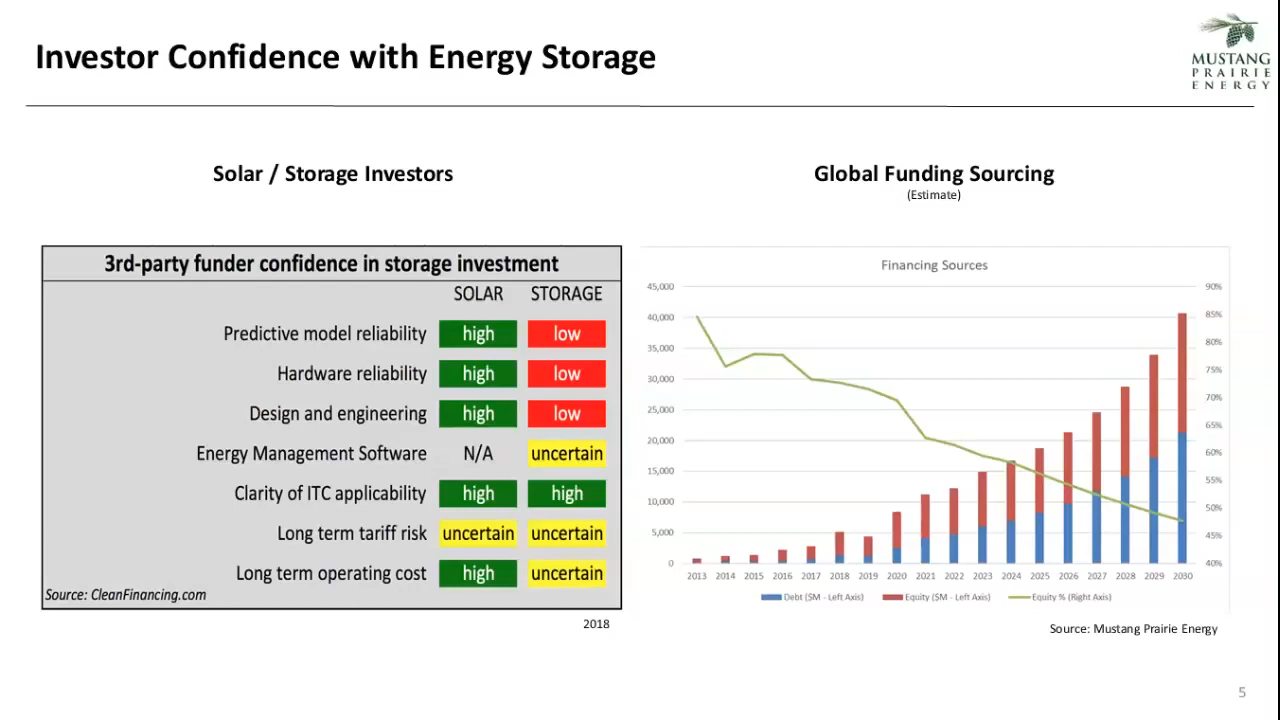 Investor Confidence with Energy Storage
MUSTANG
PRAIRIE
ENERGY
Solar / Storage Investors
3rd-party funder confidence in storage investment
SOLAR STORAGE
Predictive model reliability high low
Hardware reliability high low
Design and engineering high low
Energy Management Software N/A uncertain
Clarity of ITC applicability high high
Long term tariff risk uncertain uncertain
Long term operating cost high uncertain
Source: CleanFinancing.com
2018
Global Funding Sourcing
(Estimate)
Financing Sources
45,000 90%
40,000 85%
35,000 80%
30,000 75%
25,000 70%
20,000 65%
15,000 60%
10,000 55%
5,000 50%
0 45%
40%
2013 2014 2015 2016 2017 2018 2019 2020 2021 2022 2023 2024 2025 2026 2027 2028 2029 2030
Debt ($M - Left Axis) Equity ($M - Left Axis) Equity % (Right Axis)
Source: Mustang Prairie Energy
5